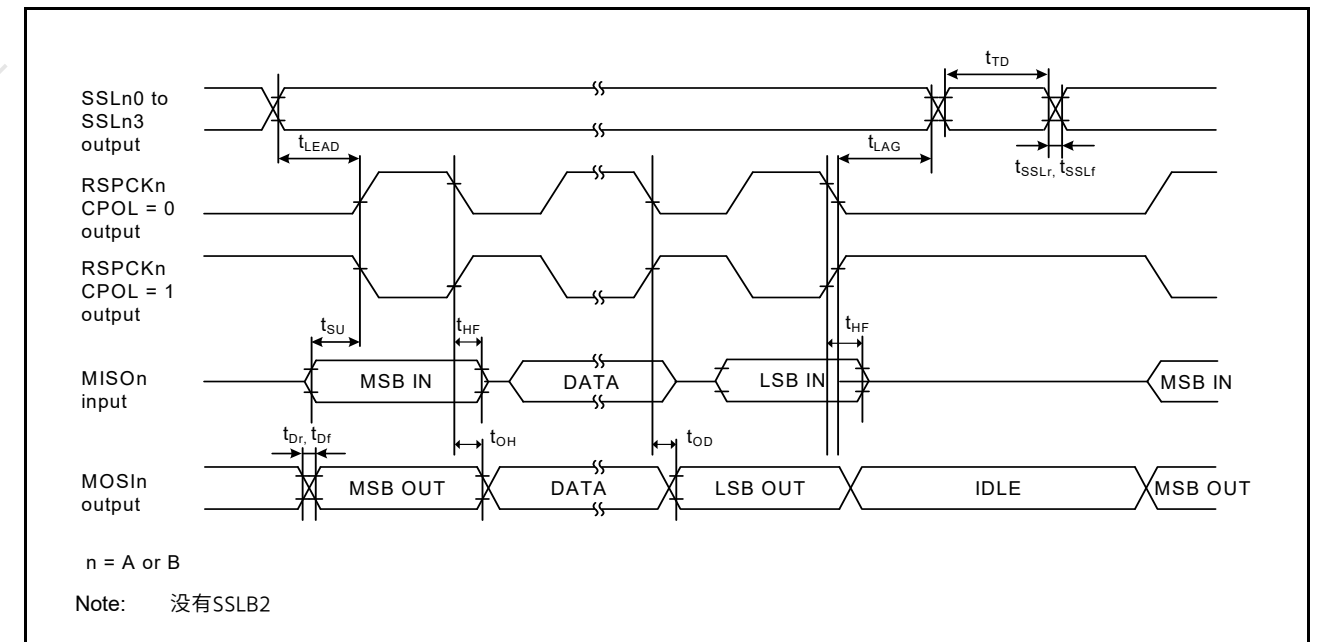 tTD
SSLn0 to
SSLn3
output
tLEAD
tLAG
tSSLr, tSSLf
RSPCKn
CPOL = 0
output
RSPCKn
CPOL = 1
output
tSU
tHF
tHF
MISOn
input
MSB IN
DATA
LSB IN
MSB IN
tDr, tDf
tOH
tOD
MOSIn
output
MSB OUT
DATA
LSB OUT
IDLE
MSB OUT
n = A or B
Note: 没有SSLB2